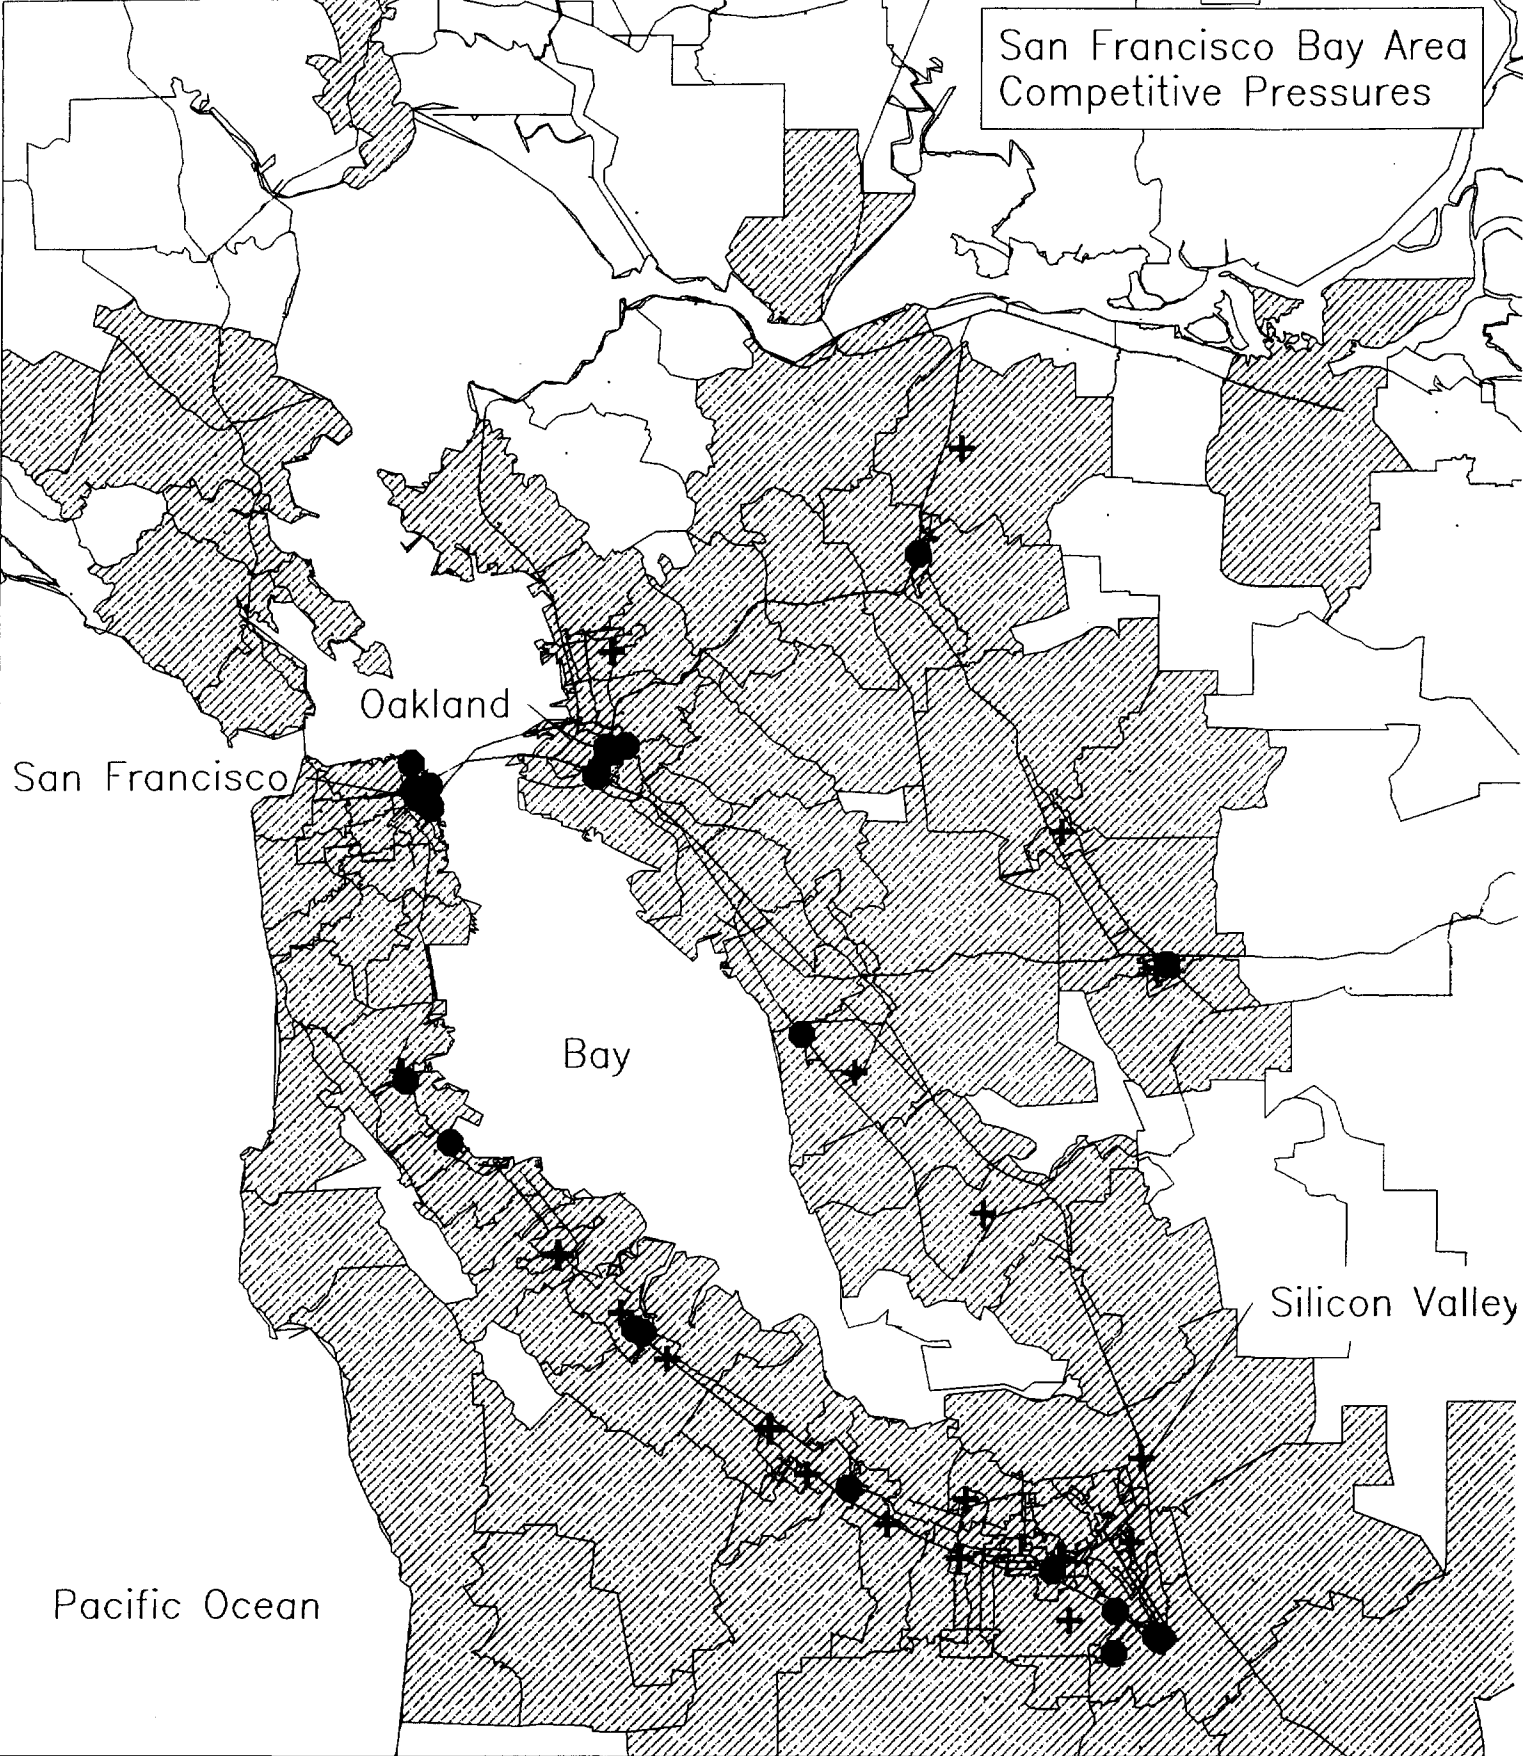 San Francisco Bay Area
Competitive Pressures
Oakland
San Francisco
Bay
Silicon Valley
Pacific Ocean